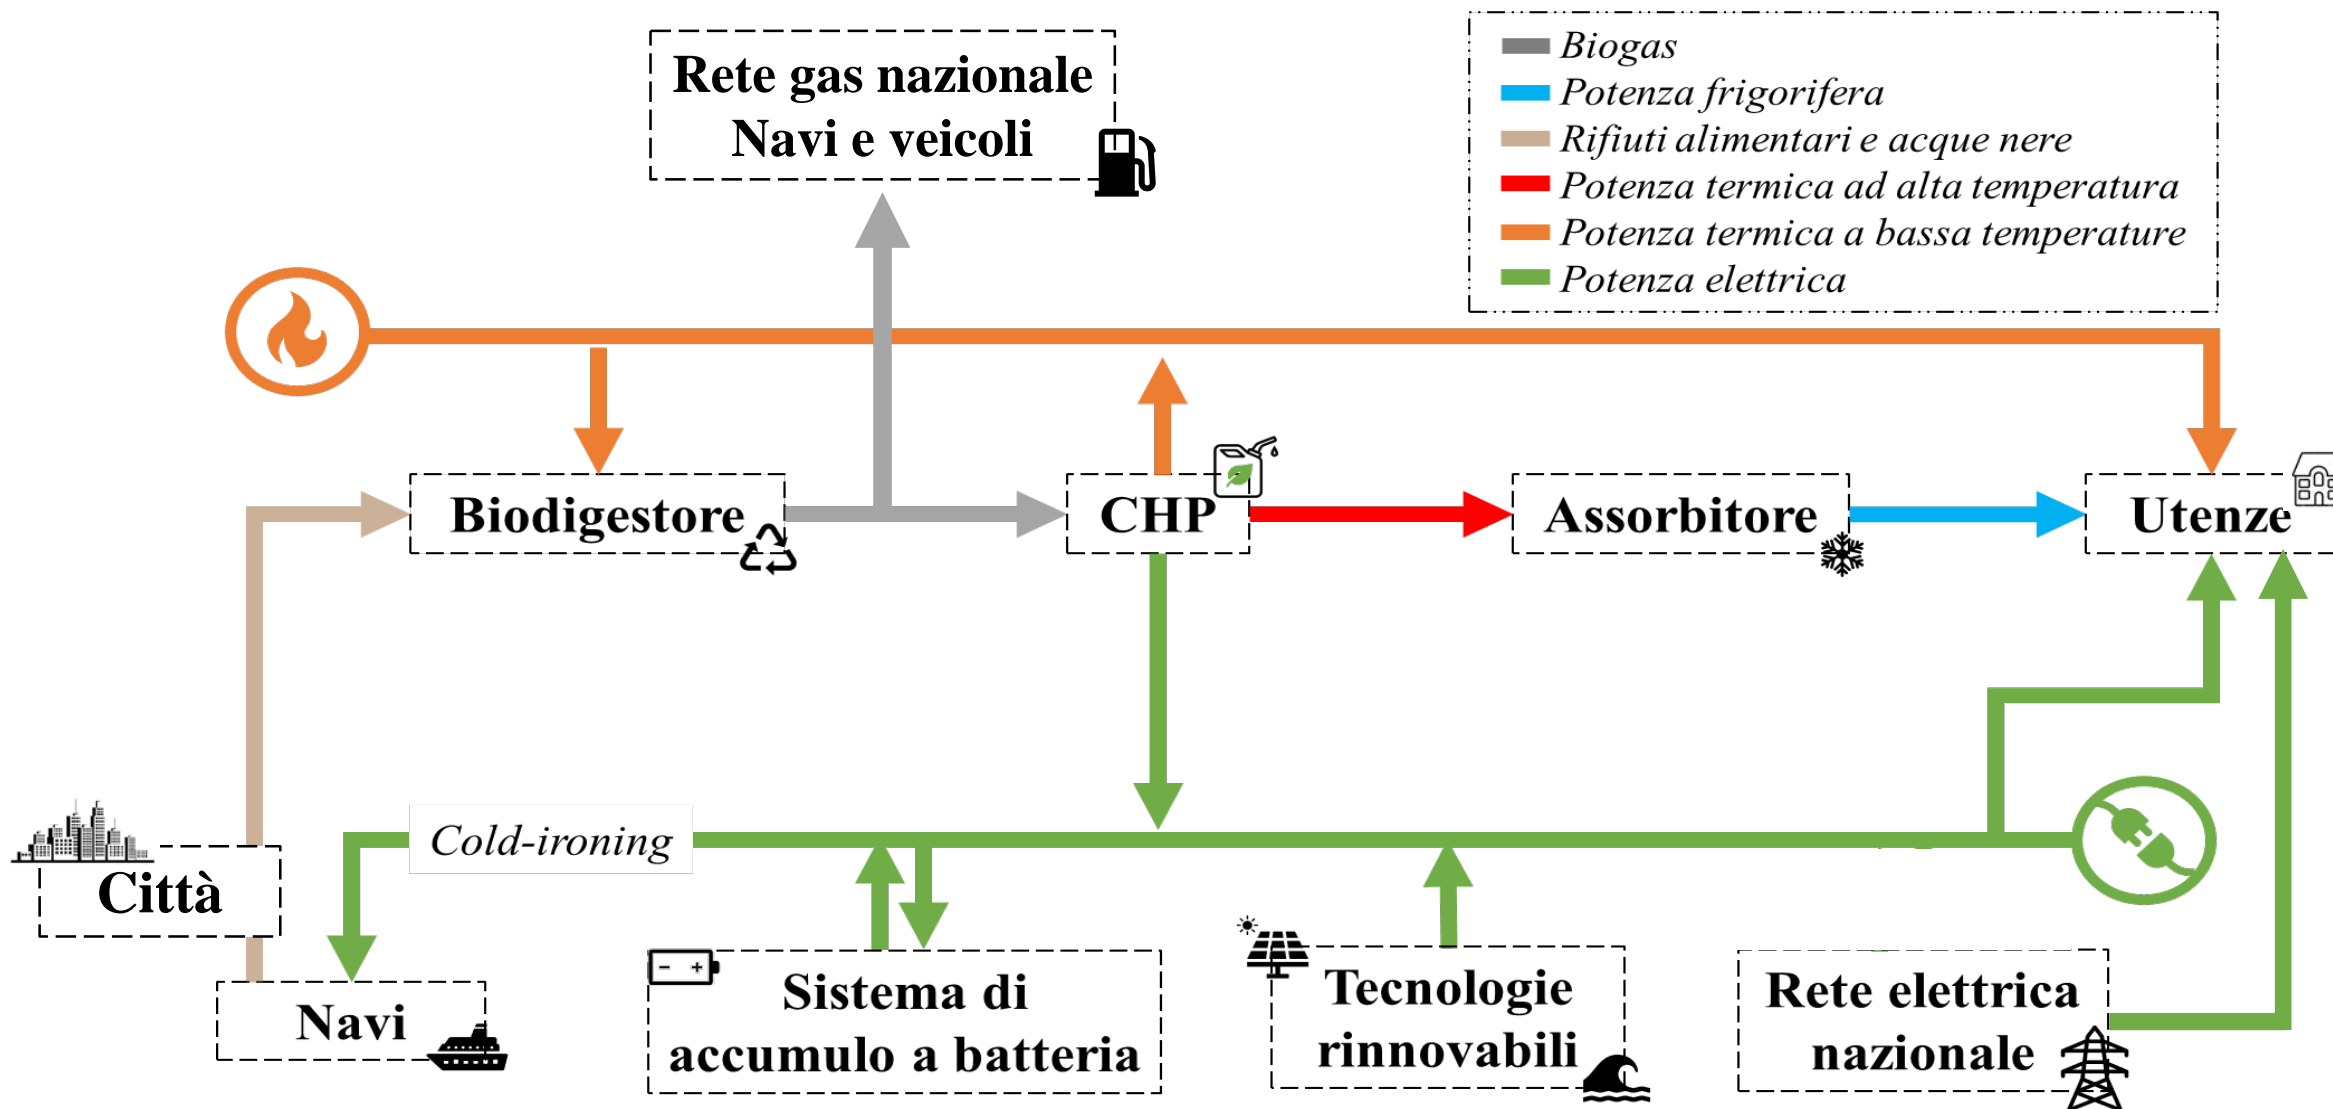 Rete gas nazionale
Navi e veicoli
Biogas
Potenza frigorifera
Rifiuti alimentari e acque nere
Potenza termica ad alta temperatura
Potenza termica a bassa temperature
Potenza elettrica
Biodigestore
CHP
Assorbitore
Utenze
Cold-ironing
Città
Navi
Sistema di
accumulo a batteria
Tecnologie
rinnovabili
Rete elettrica
nazionale